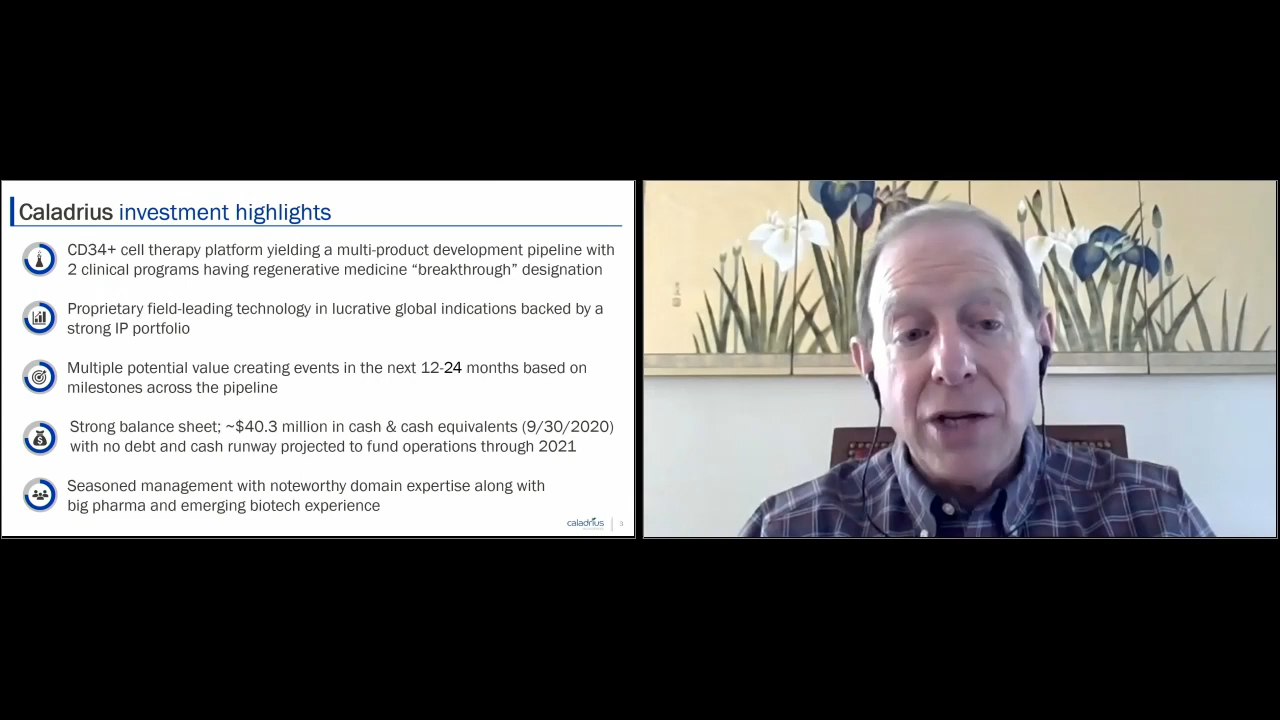 Caladrius investment highlights
CD34+ cell therapy platform yielding a multi-product development pipeline with
2 clinical programs having regenerative medicine “breakthrough” designation
Proprietary field-leading technology in lucrative global indications backed by a
strong IP portfolio
Multiple potential value creating events in the next 12-24 months based on
milestones across the pipeline
Strong balance sheet; ~$40.3 million in cash & cash equivalents (9/30/2020)
with no debt and cash runway projected to fund operations through 2021
Seasoned management with noteworthy domain expertise along with
big pharma and emerging biotech experience
caladrius
3